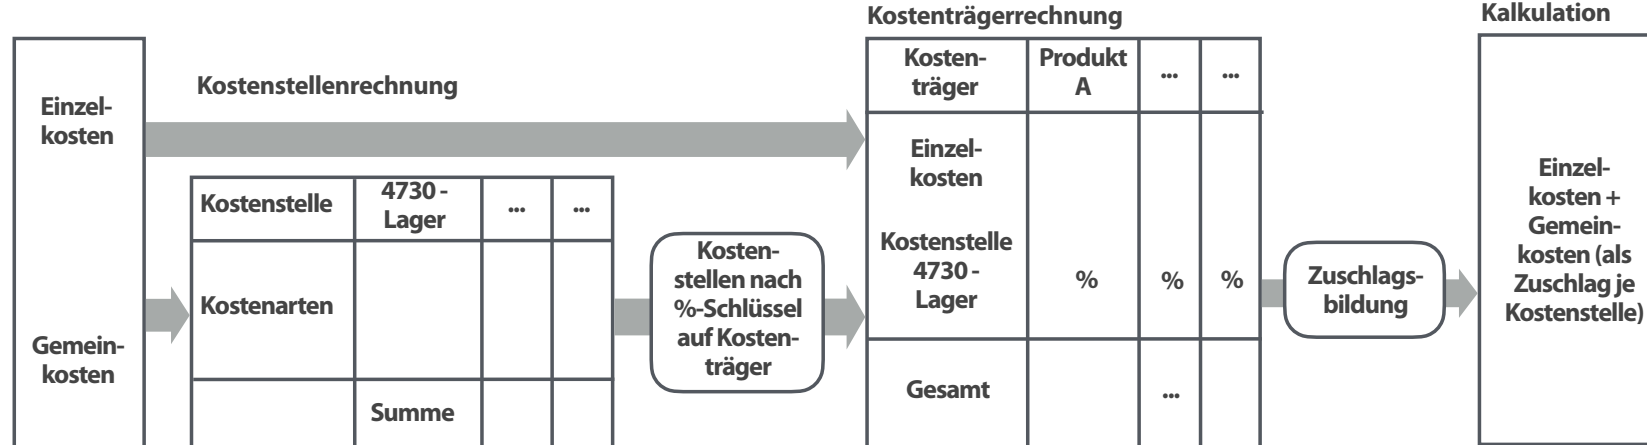 Kostenträgerrechnung
Kalkulation
Kostenstellenrechnung
Einzel-
kosten
Gemein-
kosten
Kostenstelle
4730 -
Lager
...
...
Kostenarten
Summe
Kosten-
stellen nach
%-Schlüssel
auf Kosten-
träger
Kosten-
träger
Produkt
A
...
...
Einzel-
kosten
Kostenstelle
4730 -
Lager
%
%
%
Gesamt
...
Zuschlags-
bildung
Einzel-
kosten +
Gemein-
kosten (als
Zuschlag je
Kostenstelle)